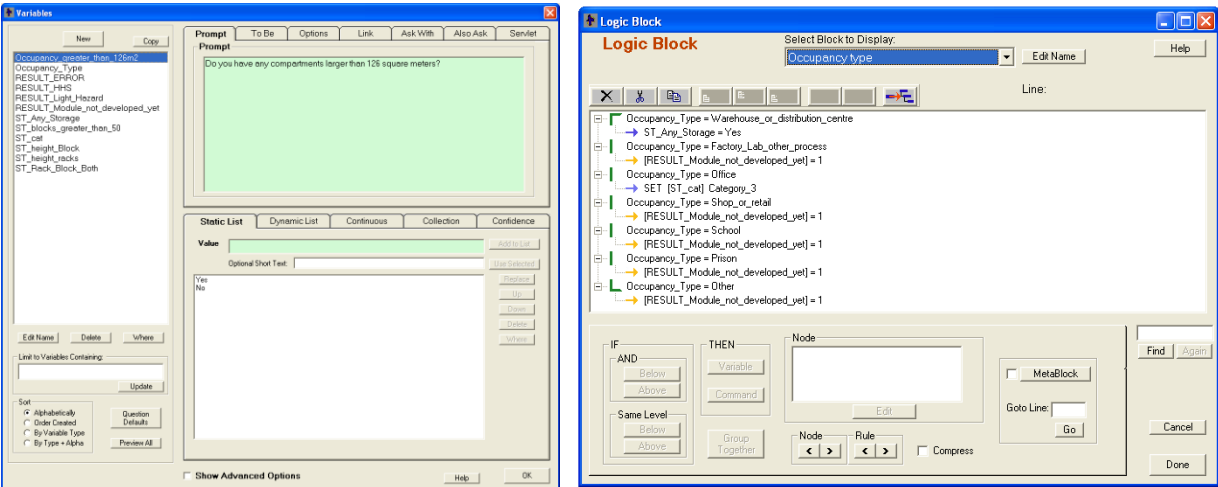 Variables
New
Copy
Occupancy_greater_than_126m2
Occupancy_Type
RESULT_ERROR
RESULT_HHS
RESULT_Light_Hazard
RESULT_Module_not_developed_yet
ST_Any_Storage
ST_blocks_greater_than_50
ST_cat
ST_height_Block
ST_height_racks
ST_Rack_Block_Both
Edit Name
Delete
Where
Limit to Variables Containing:
Update
Sort
Alphabetically
Order Created
By Variable Type
By Type + Alpha
Question Defaults
Preview All
Prompt
To Be
Options
Link
Ask With
Also Ask
Servlet
Prompt
Do you have any compartments larger than 126 square meters?
Static List
Dynamic List
Continuous
Collection
Confidence
Value
Add to List
Optional Short Text:
Use Selected
Yes
No
Replace
Up
Down
Delete
Where
Show Advanced Options
Help
OK
Logic Block
Logic Block
Select Block to Display:
Occupancy type
Edit Name
Help
Line:
Occupancy_Type = Warehouse_or_distribution_centre
ST_Any_Storage = Yes
Occupancy_Type = Factory_Lab_other_process
[RESULT_Module_not_developed_yet] = 1
Occupancy_Type = Office
SET [ST_cat] Category_3
Occupancy_Type = Shop_or_retail
[RESULT_Module_not_developed_yet] = 1
Occupancy_Type = School
[RESULT_Module_not_developed_yet] = 1
Occupancy_Type = Prison
[RESULT_Module_not_developed_yet] = 1
Occupancy_Type = Other
[RESULT_Module_not_developed_yet] = 1
IF
AND
Below
Above
Same Level
Below
Above
THEN
Variable
Command
Group Together
Node
Edit
Node
< >
Rule
< >
Compress
MetaBlock
Goto Line:
Go
Find
Again
Cancel
Done